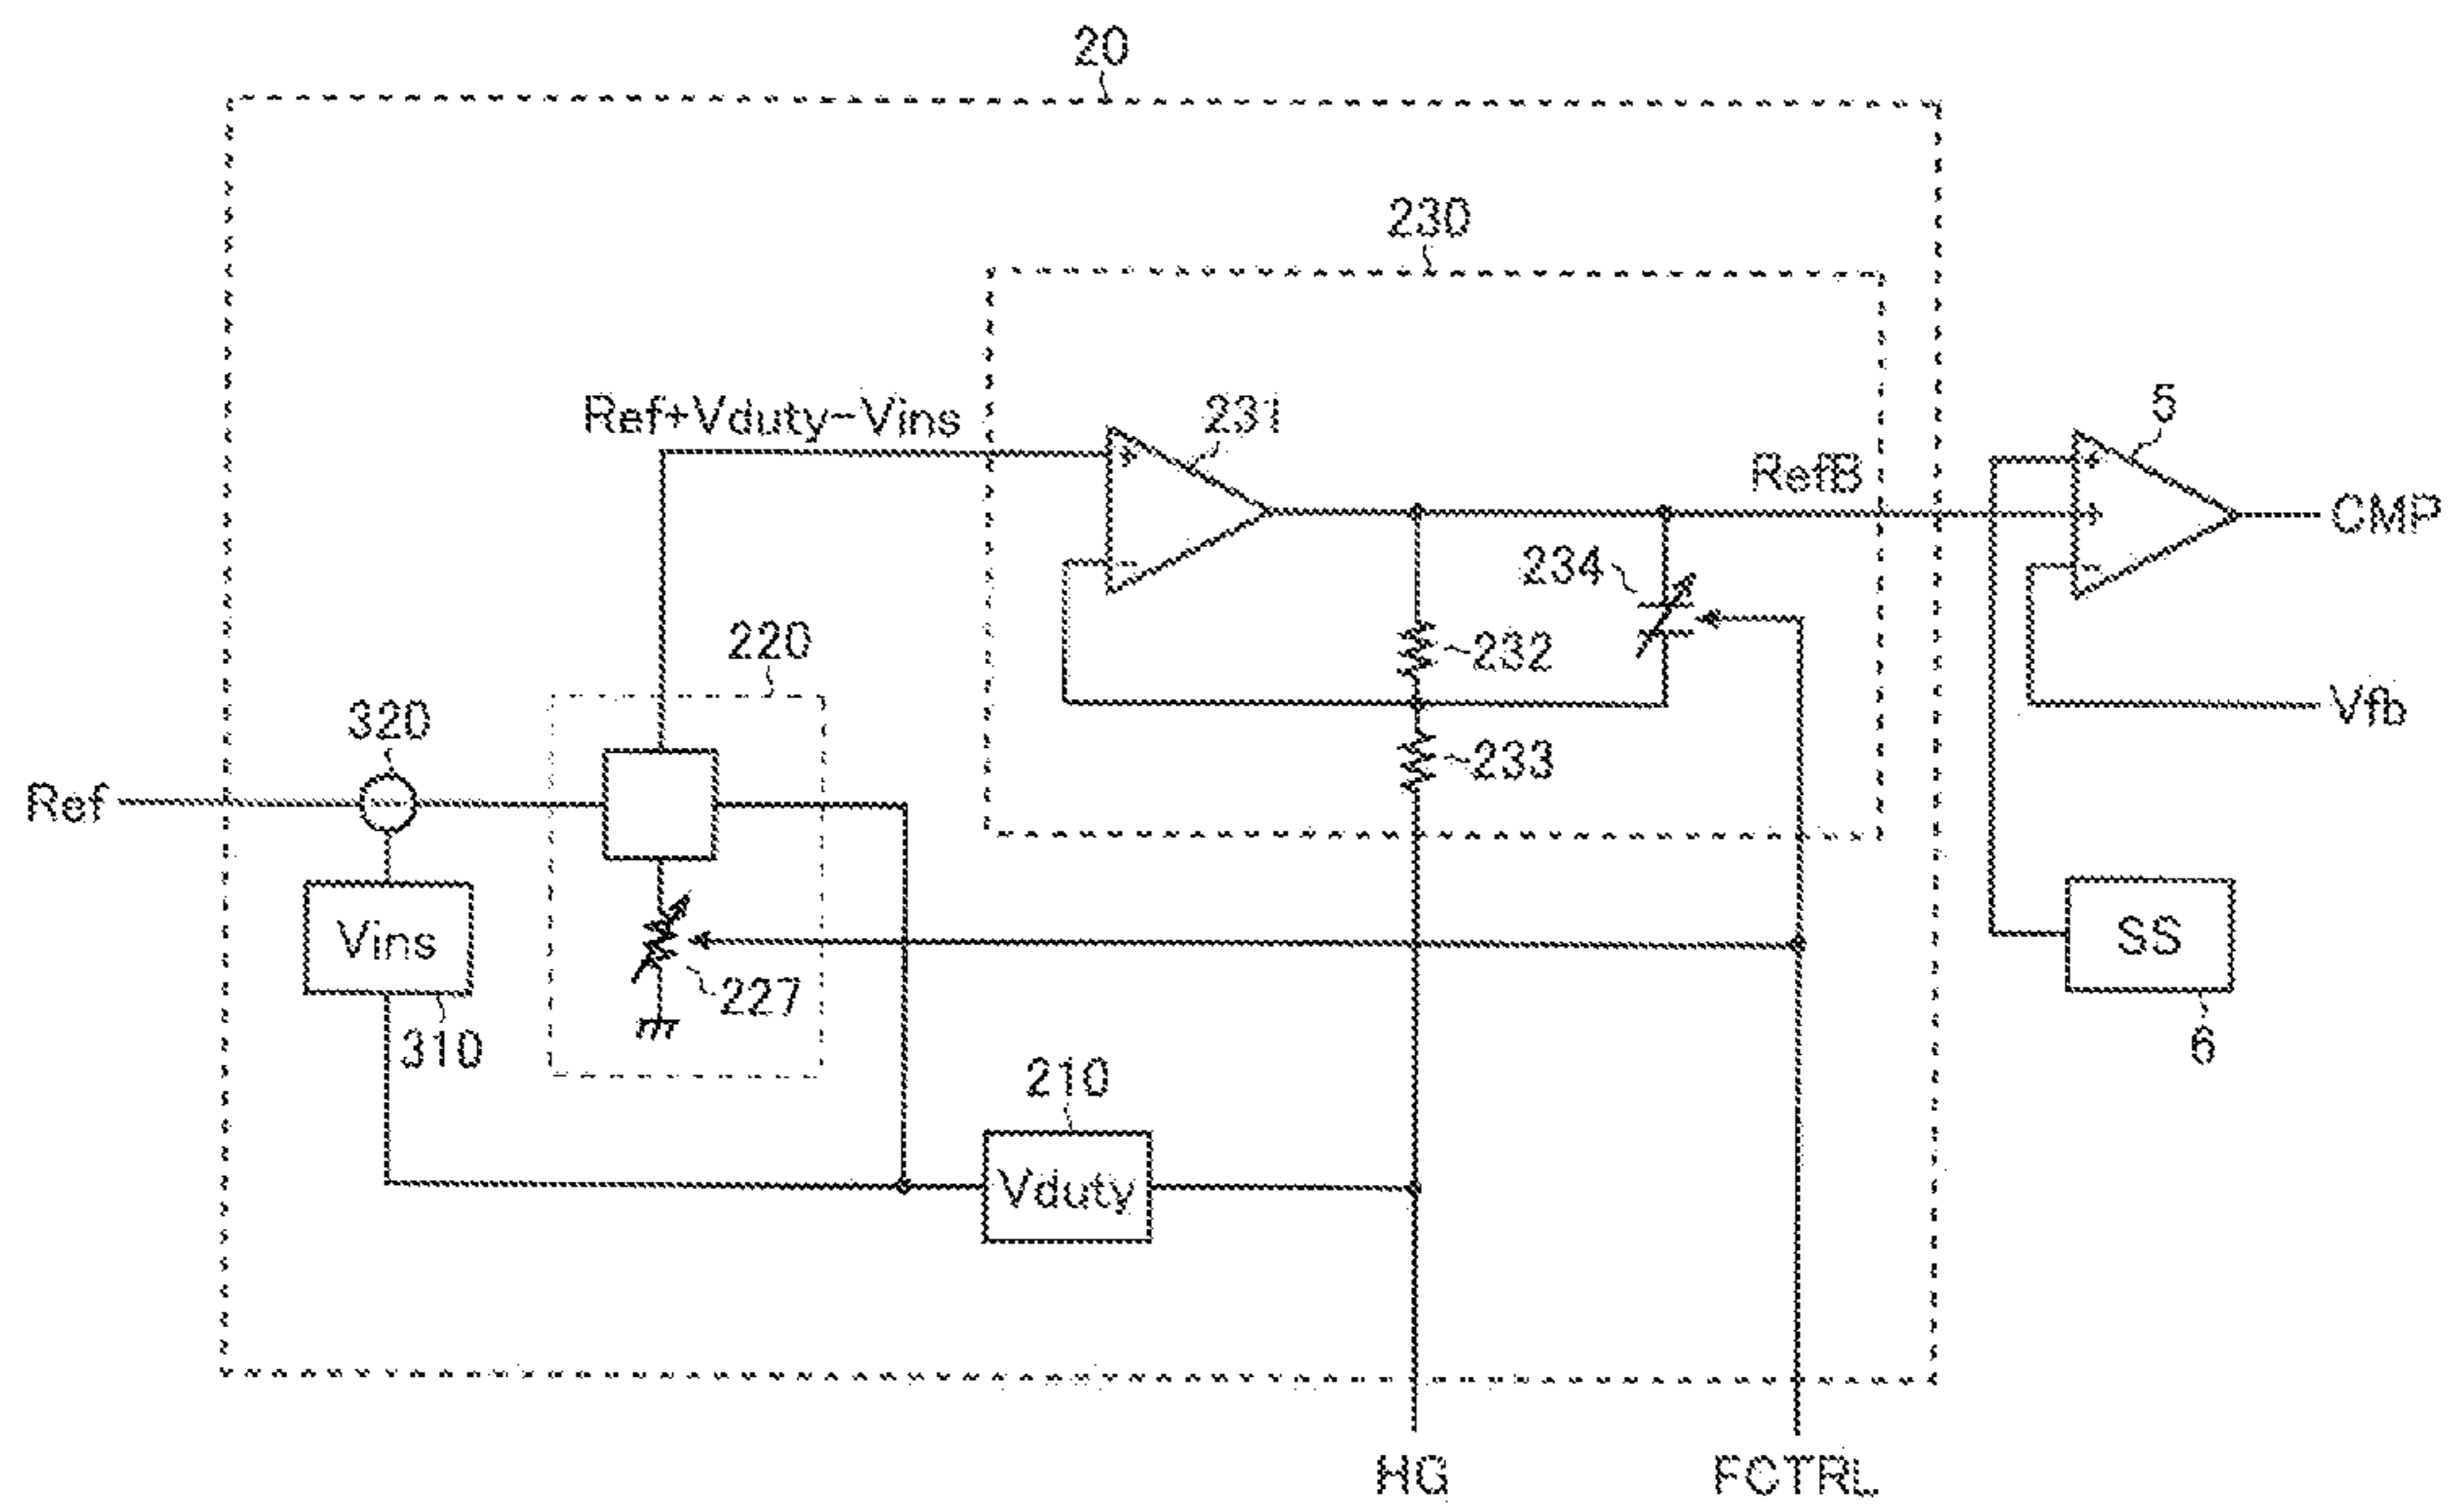 20
230
Ref+Vduty-Vins
231
RefB
5
CMP
234
220
232
Vfb
320
233
Ref
Vins
SS
227
310
210
6
Vduty
HG
FCTRL